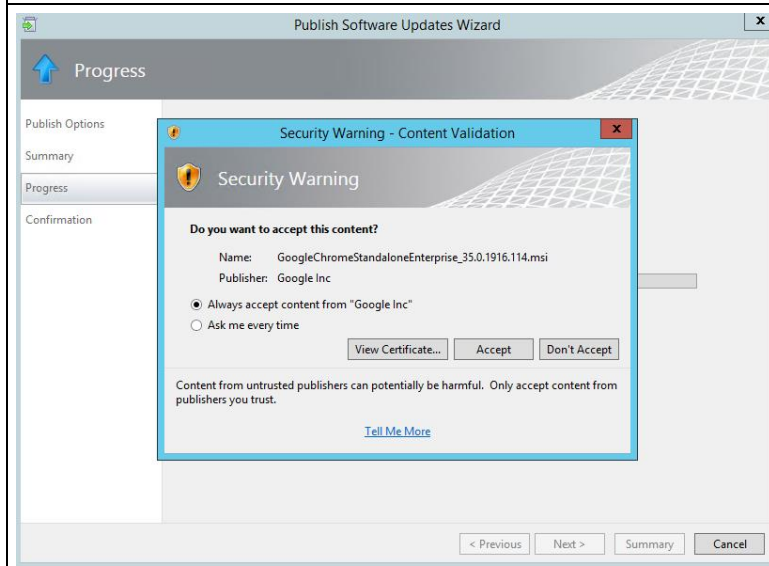 Publish Software Updates Wizard
x
Progress
Publish Options
Summary
Progress
Confirmation
Security Warning - Content Validation
x
Security Warning
Do you want to accept this content?
Name: GoogleChromeStandaloneEnterprise_35.0.1916.114.msi
Publisher: Google Inc
Always accept content from "Google Inc"
Ask me every time
View Certificate... Accept Don't Accept
Content from untrusted publishers can potentially be harmful. Only accept content from
publishers you trust.
Tell Me More
< Previous Next > Summary Cancel